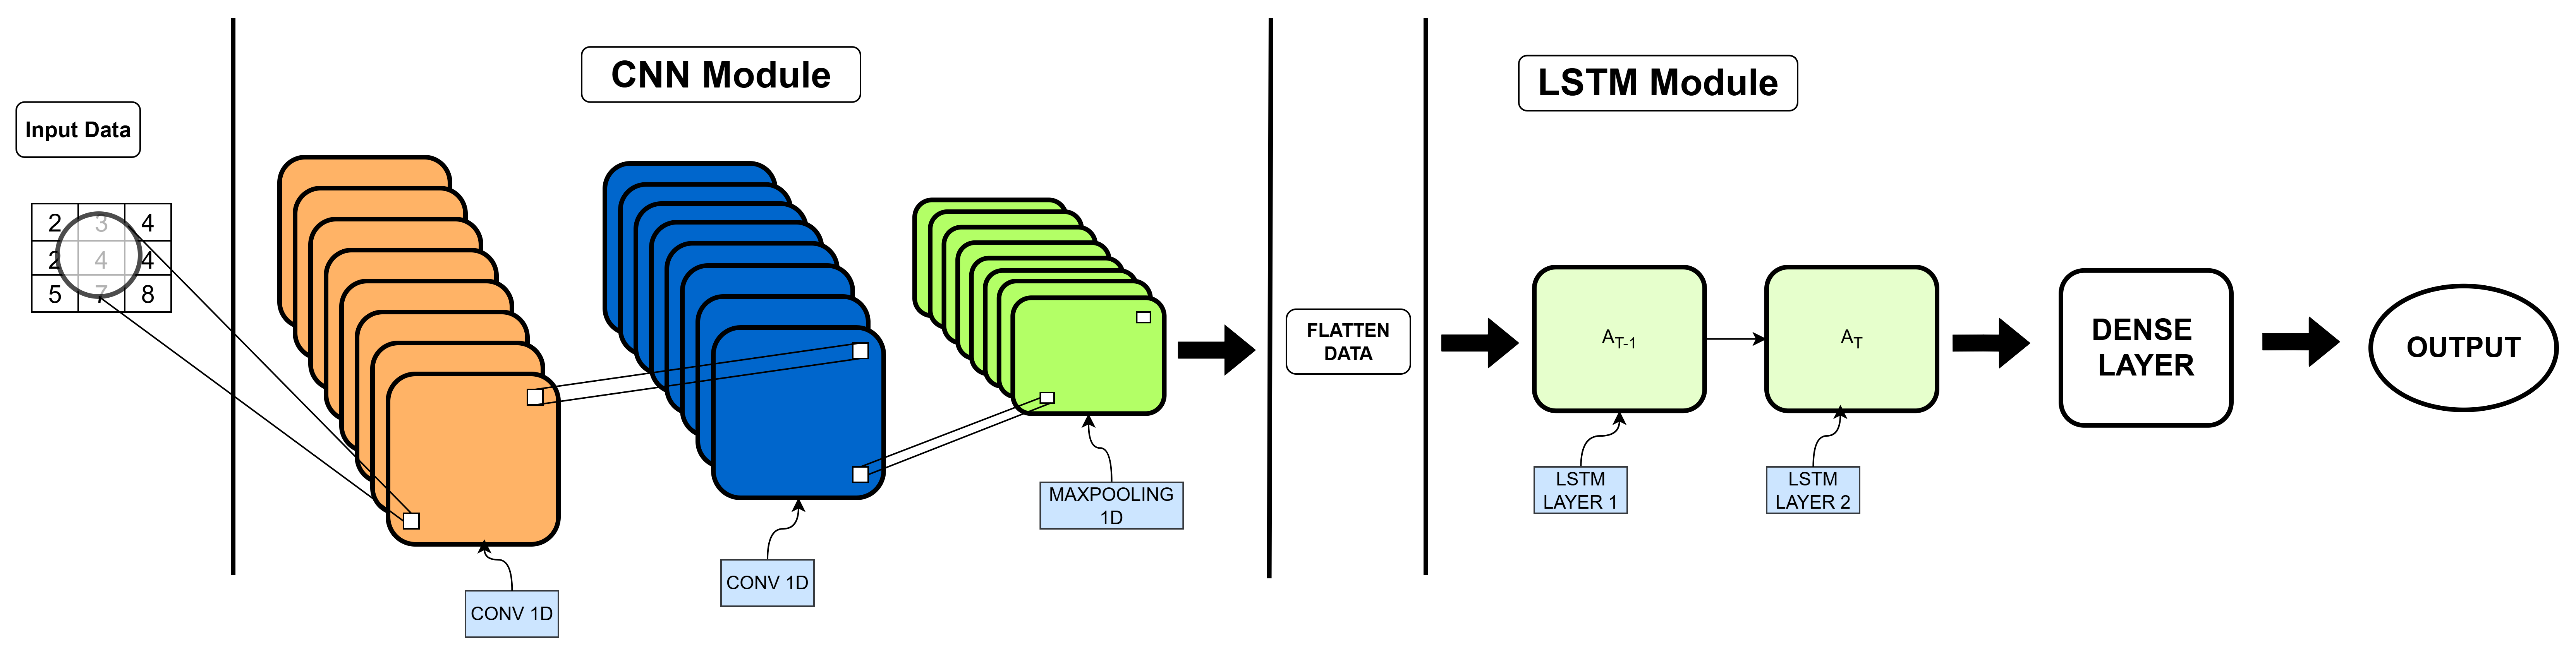 CNN Module
LSTM Module
Input Data
2 3 4
2 4 4
5 7 8
FLATTEN
DATA
A_{T-1}
A_T
DENSE
LAYER
OUTPUT
CONV 1D
CONV 1D
MAXPOOLING
1D
LSTM
LAYER 1
LSTM
LAYER 2